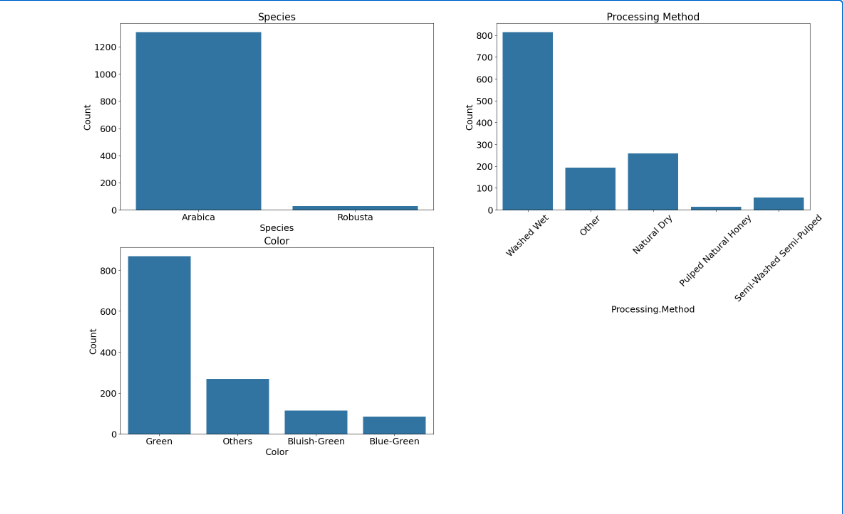 Species
Count
1200
1000
800
600
400
200
0
Arabica Robusta
Species
Processing Method
Count
800
700
600
500
400
300
200
100
0
Washed Wet
Other
Natural Dry
Pulped Natural Honey
Semi-Washed Semi-Pulped
Processing.Method
Color
Count
800
600
400
200
0
Green Others Bluish-Green Blue-Green
Color